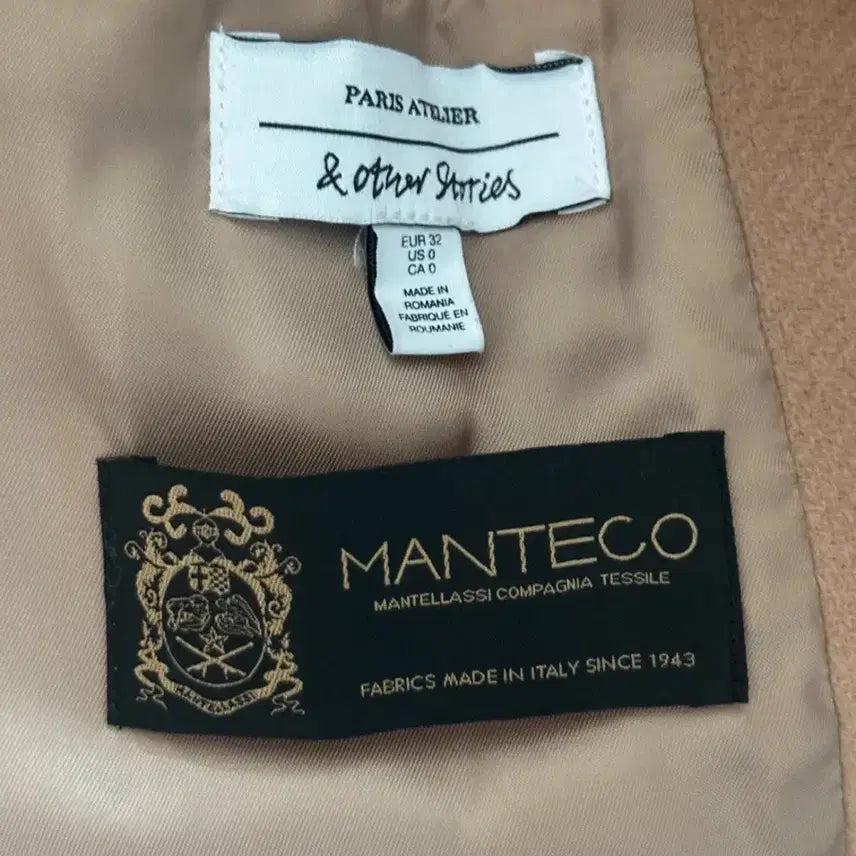 PARIS ATELIER
& Other Stories
EUR 32
US 0
CA 0
MADE IN
ROMANIA
FABRIQUÉ EN
ROUMANIE
MANTECO
MANTELLASSI COMPAGNIA TESSILE
FABRICS MADE IN ITALY SINCE 1943